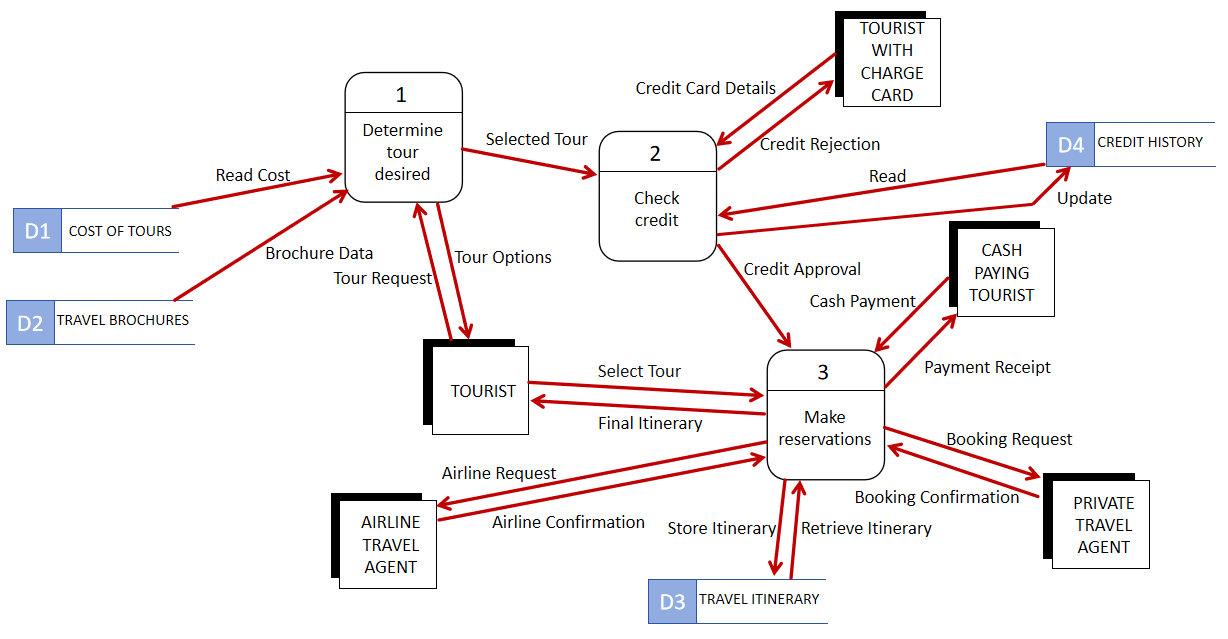 TOURIST
WITH
CHARGE
CARD
Credit Card Details
1
Determine
tour
desired
Selected Tour
Credit Rejection
2
Check
credit
D4
CREDIT HISTORY
Read
Update
Read Cost
D1
COST OF TOURS
Brochure Data
Tour Request
Tour Options
Credit Approval
Cash Payment
CASH
PAYING
TOURIST
D2
TRAVEL BROCHURES
TOURIST
Select Tour
Final Itinerary
3
Make
reservations
Payment Receipt
Airline Request
Airline Confirmation
Booking Request
Booking Confirmation
AIRLINE
TRAVEL
AGENT
Store Itinerary
Retrieve Itinerary
PRIVATE
TRAVEL
AGENT
D3
TRAVEL ITINERARY